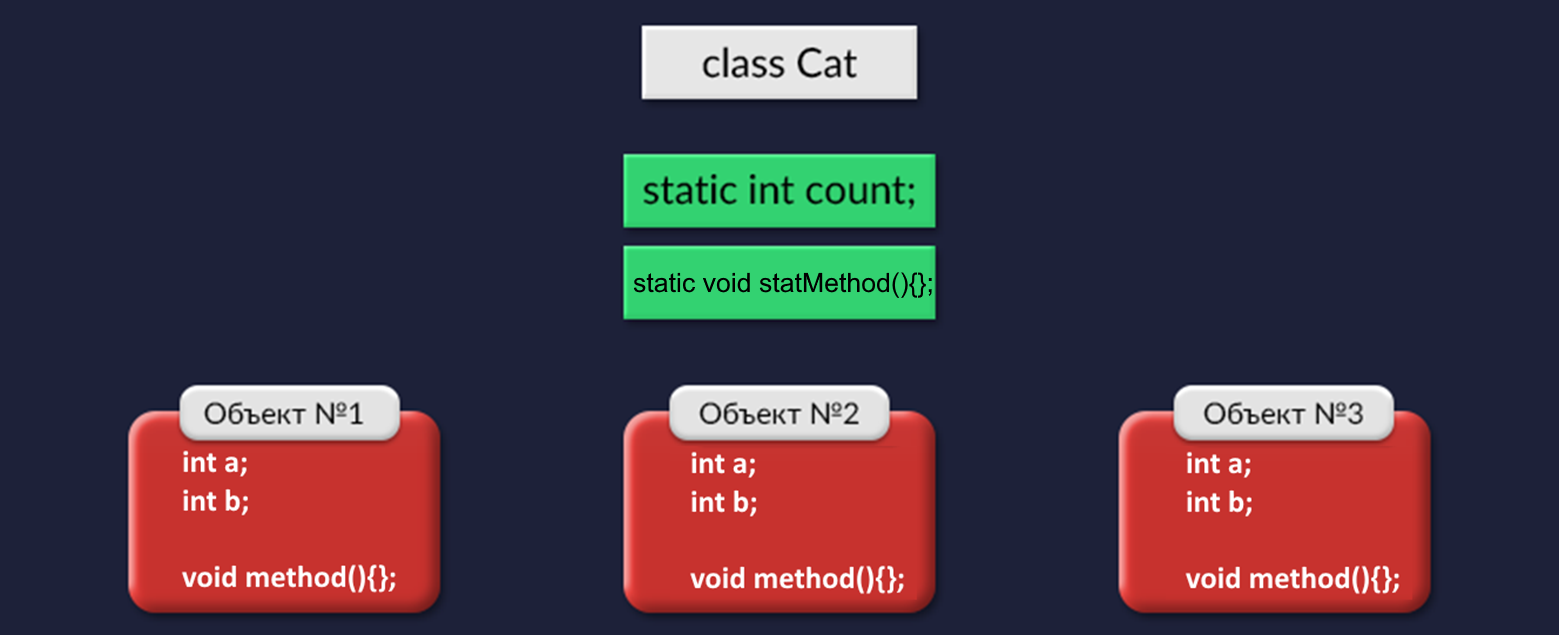 class Cat
static int count;
static void statMethod(){};
Объект №1
int a;
int b;
void method(){};
Объект №2
int a;
int b;
void method(){};
Объект №3
int a;
int b;
void method(){};